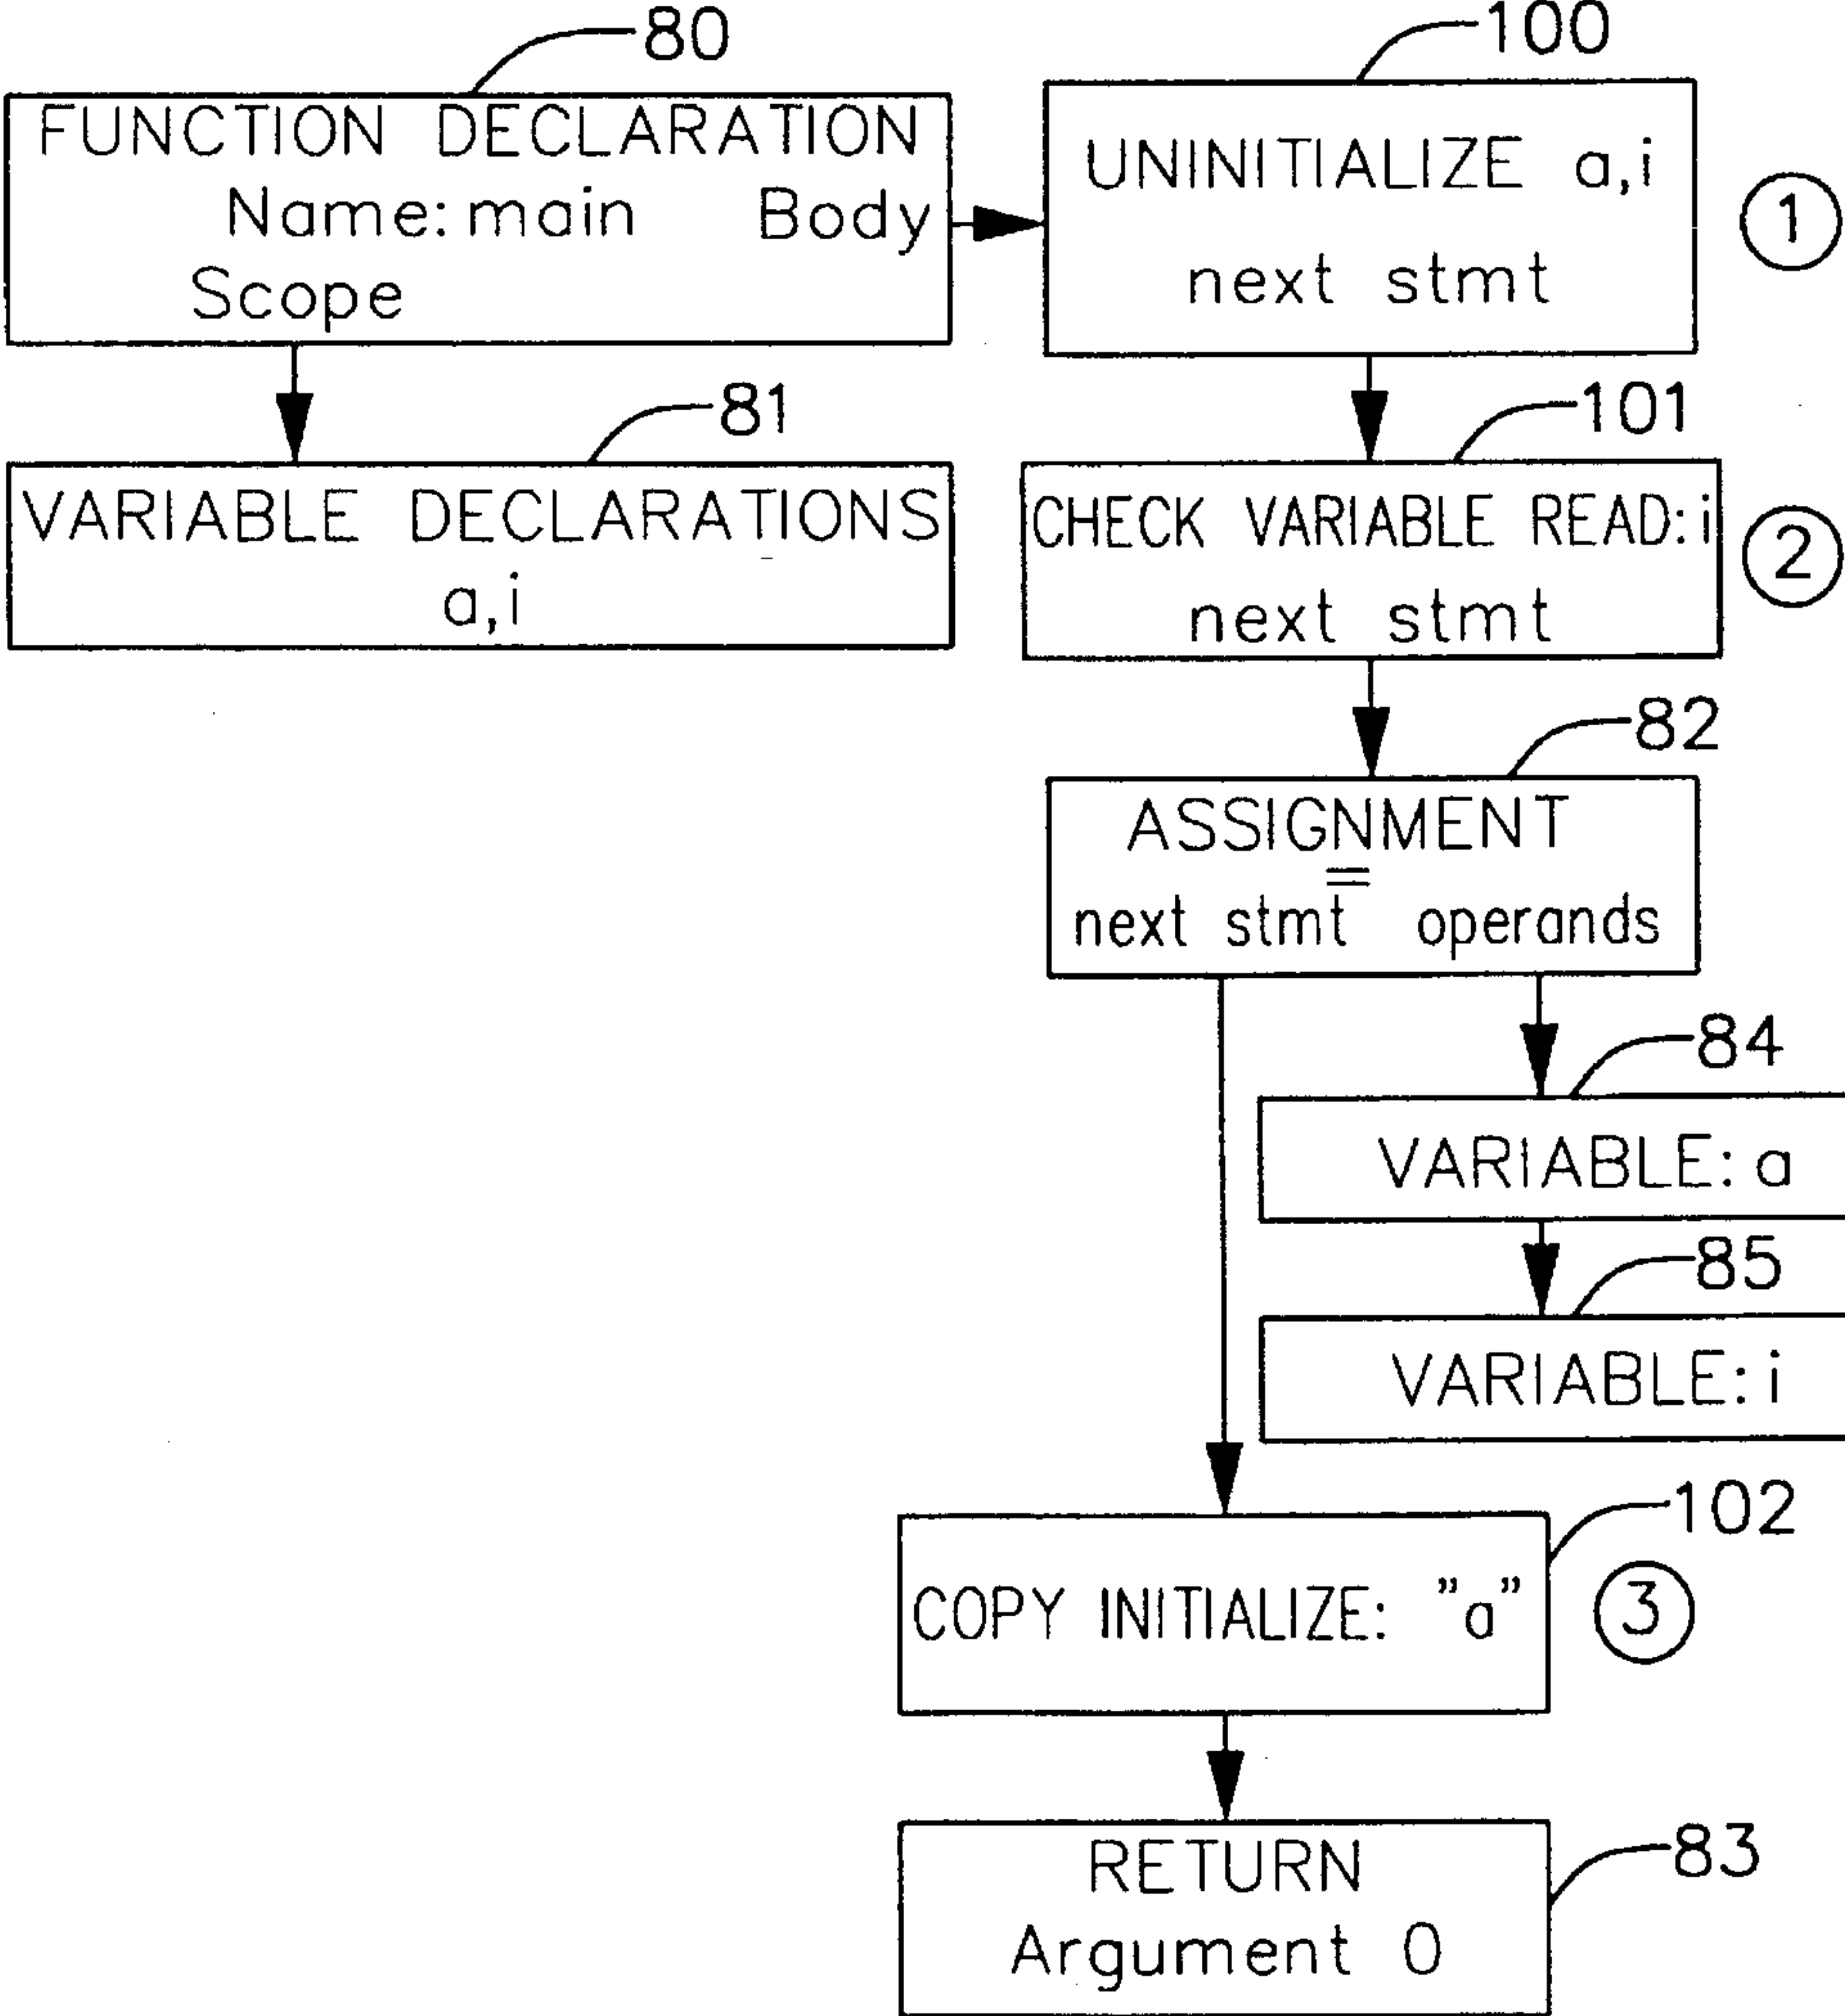 80
FUNCTION DECLARATION
Name: main Body
Scope
100
UNINITIALIZE a,i
next stmt
1
81
VARIABLE DECLARATIONS
a,i
101
CHECK VARIABLE READ: i
next stmt
2
82
ASSIGNMENT
=
next stmt operands
84
VARIABLE: a
85
VARIABLE: i
102
COPY INITIALIZE: "a"
3
83
RETURN
Argument 0